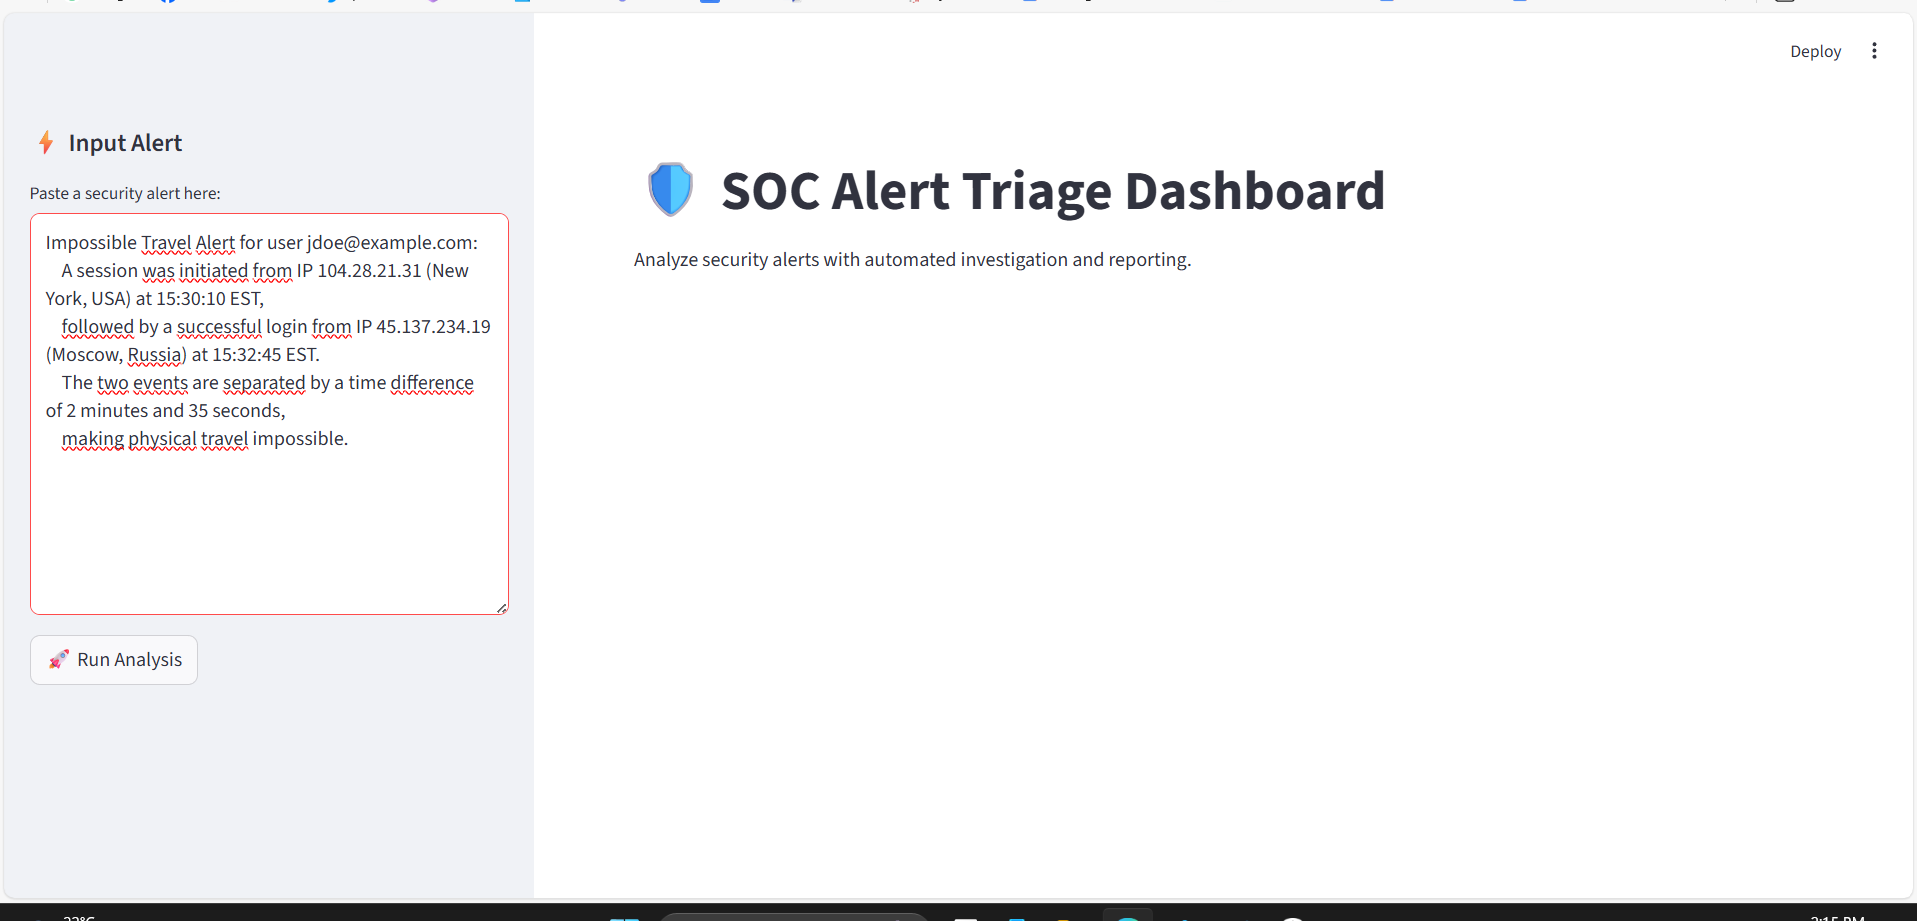 Deploy
Input Alert
Paste a security alert here:
Impossible Travel Alert for user jdoe@example.com:
A session was initiated from IP 104.28.21.31 (New
York, USA) at 15:30:10 EST,
followed by a successful login from IP 45.137.234.19
(Moscow, Russia) at 15:32:45 EST.
The two events are separated by a time difference
of 2 minutes and 35 seconds,
making physical travel impossible.
Run Analysis
SOC Alert Triage Dashboard
Analyze security alerts with automated investigation and reporting.